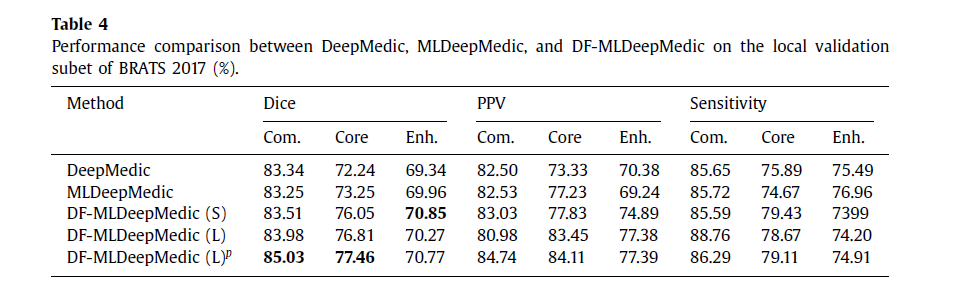 Table 4
Performance comparison between DeepMedic, MLDeepMedic, and DF-MLDeepMedic on the local validation
subet of BRATS 2017 (%).
Method Dice PPV Sensitivity
Com. Core Enh. Com. Core Enh. Com. Core Enh.
DeepMedic 83.34 72.24 69.34 82.50 73.33 70.38 85.65 75.89 75.49
MLDeepMedic 83.25 73.25 69.96 82.53 77.23 69.24 85.72 74.67 76.96
DF-MLDeepMedic (S) 83.51 76.05 70.85 83.03 77.83 74.89 85.59 79.43 7399
DF-MLDeepMedic (L) 83.98 76.81 70.27 80.98 83.45 77.38 88.76 78.67 74.20
DF-MLDeepMedic (L)p 85.03 77.46 70.77 84.74 84.11 77.39 86.29 79.11 74.91